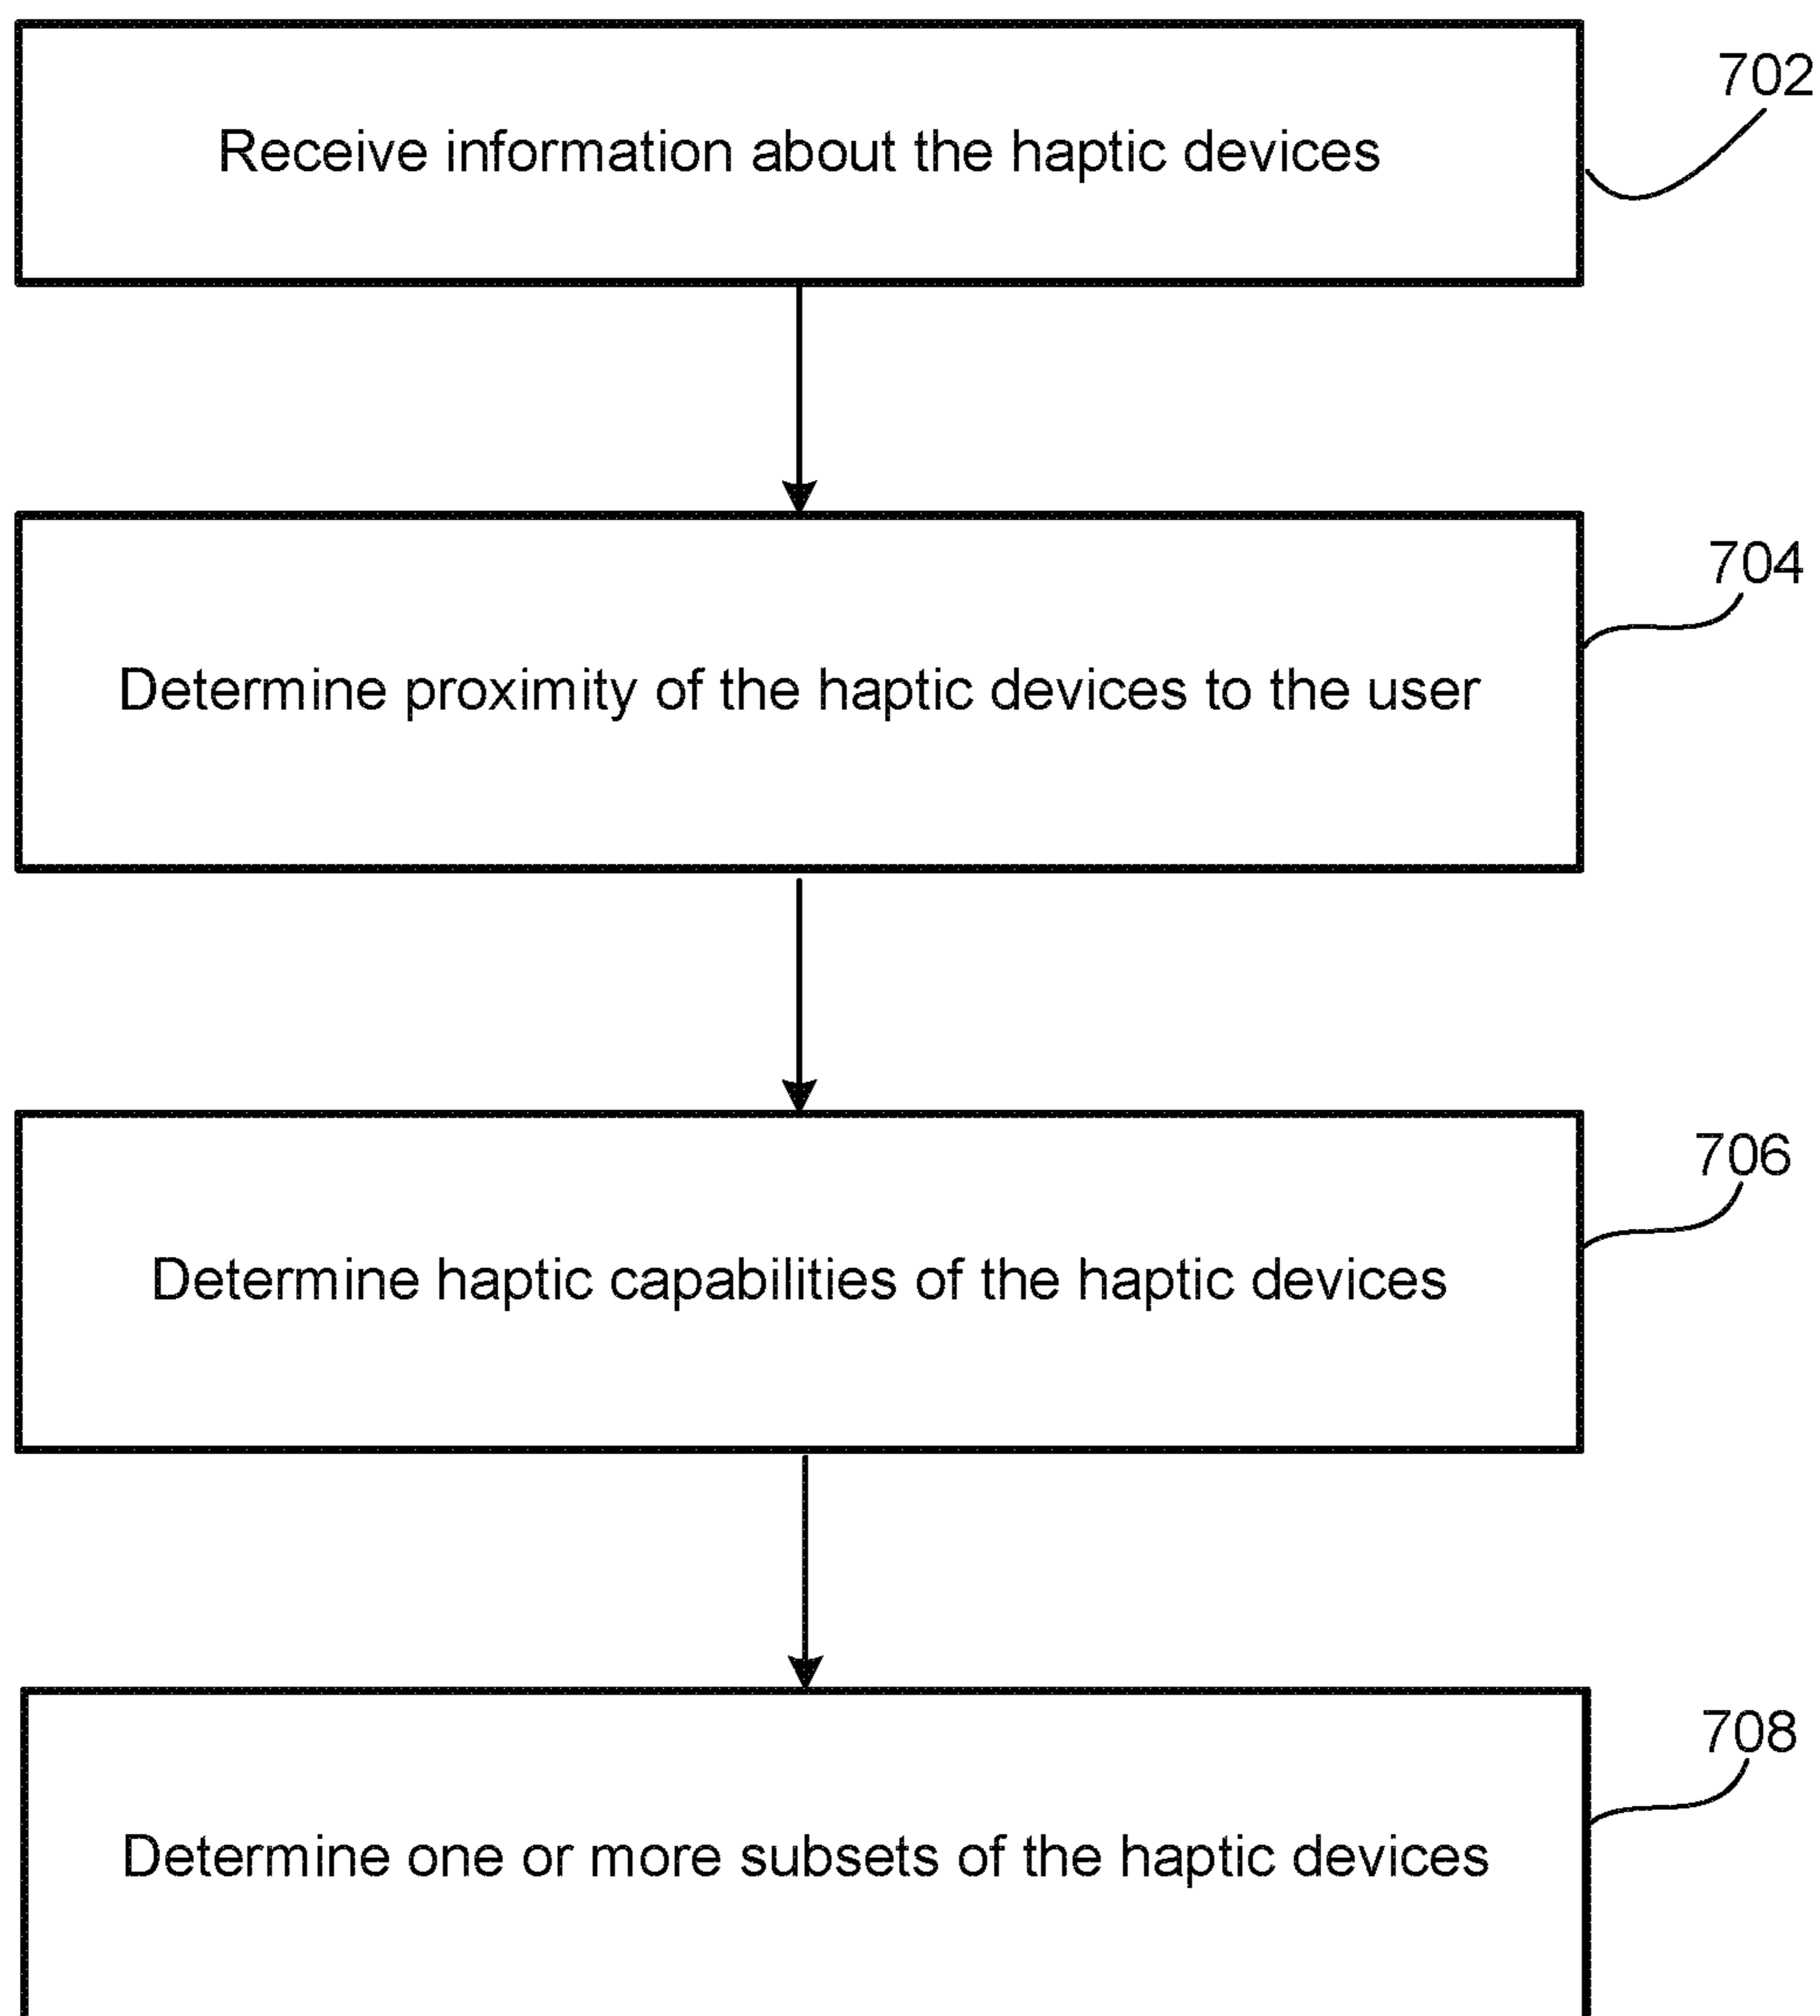 Receive information about the haptic devices
702
Determine proximity of the haptic devices to the user
704
Determine haptic capabilities of the haptic devices
706
Determine one or more subsets of the haptic devices
708